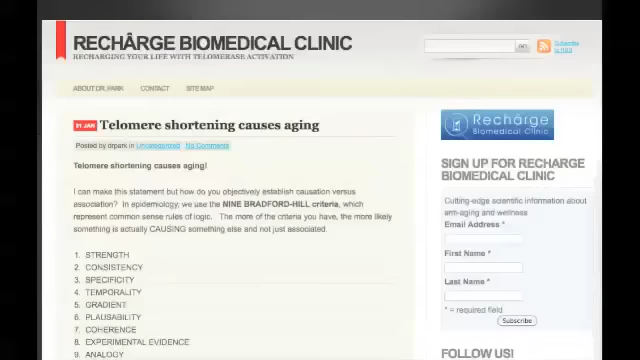 RECHÂRGE BIOMEDICAL CLINIC
RECHARGING YOUR LIFE WITH TELOMERASE ACTIVATION
GO
Subscribe
to RSS
ABOUT DR. PARK
CONTACT
SITE MAP
31 JAN
Telomere shortening causes aging
Posted by drpark in Uncategorized No Comments
Telomere shortening causes aging!
I can make this statement but how do you objectively establish causation versus
association? In epidemiology, we use the NINE BRADFORD-HILL criteria, which
represent common sense rules of logic. The more of the criteria you have, the more likely
something is actually CAUSING something else and not just associated.
1. STRENGTH
2. CONSISTENCY
3. SPECIFICITY
4. TEMPORALITY
5. GRADIENT
6. PLAUSABILITY
7. COHERENCE
8. EXPERIMENTAL EVIDENCE
9. ANALOGY
Rechârge
Biomedical Clinic
SIGN UP FOR RECHARGE
BIOMEDICAL CLINIC
Cutting-edge scientific information about
anti-aging and wellness
Email Address *
First Name *
Last Name *
* = required field
Subscribe
FOLLOW US!